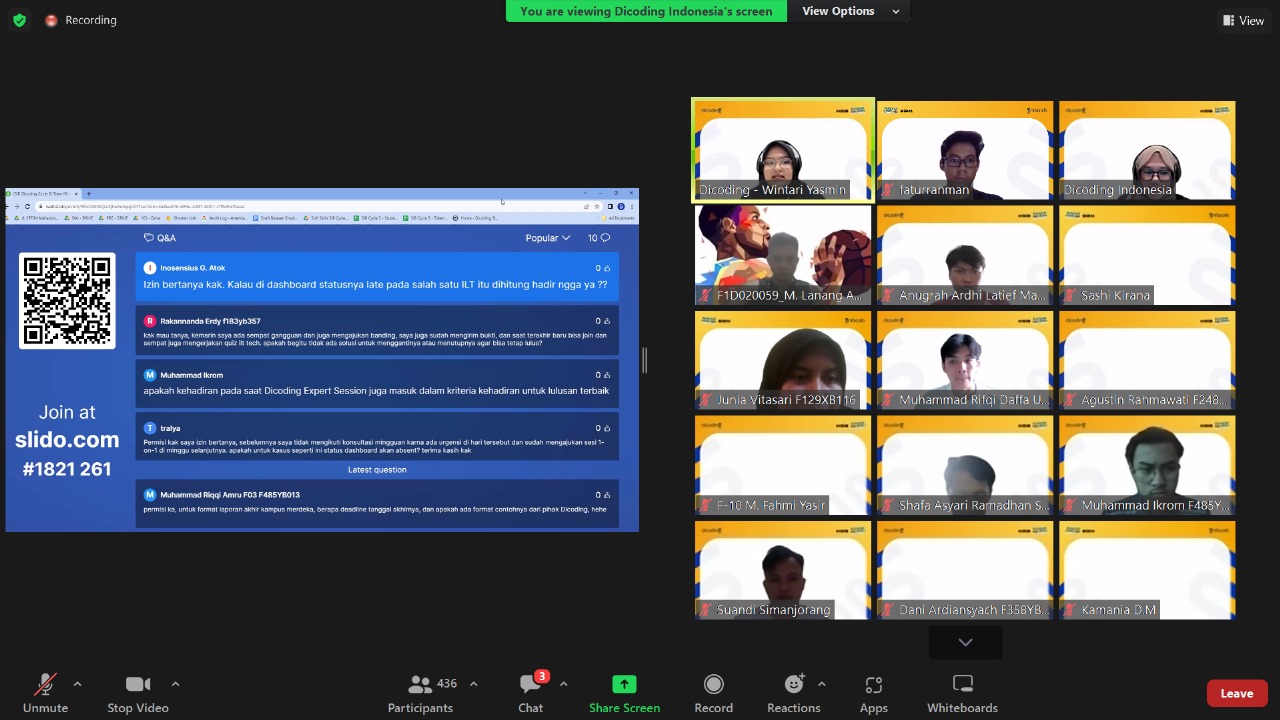 Recording
You are viewing Dicoding Indonesia's screen
View Options
View
Q&A
Popular
10
Inosensius G. Atok
0
Izin bertanya kak. Kalau di dashboard statusnya late pada salah satu ILT itu dihitung hadir ngga ya ??
R
Rakannanda Erdy f183yb357
0
kak mau tanya, kemarin saya ada sempat gangguan dan juga mengajukan banding, saya juga sudah mengirim bukti, dan saat terakhir baru bisa join dan
sempat juga mengerjakan quiz ilt tech. apakah begitu tidak ada solusi untuk menggantinya atau menutupnya agar bisa tetap lulus?
M
Muhammad Ikrom
0
apakah kehadiran pada saat Dicoding Expert Session juga masuk dalam kriteria kehadiran untuk lulusan terbaik
T
0
Permisi kak saya izin bertanya, sebelumnya saya tidak mengikuti konsultasi mingguan karna ada urgensi di hari tersebut dan sudah mengajukan sesi 1-
on-1 di minggu selanjutnya. apakah untuk kasus seperti ini status dashboard akan absent? terima kasih kak
Latest question
M
Muhammad Riqqi Amru F03 F485YB013
0
permisi ka, untuk format laporan akhir kampus merdeka, berapa deadline tanggal akhirnya, dan apakah ada format contohnya dari pihak Dicoding, hehe
Join at
slido.com
#1821 261
Dicoding - Wintari Yasmin
faturranman
Dicoding Indonesia
F1D020059_M. Lanang A...
Anugrah Ardhi Latief Ma...
Sashi Kirana
Junia Vitasari F129XB116
Muhammad Rifqi Daffa U...
Agustin Rahmawati F248...
F-10 M. Fahmi Yasir
Shafa Asyari Ramadhan S...
Muhammad Ikrom F485Y...
Suandi Simanjorang
Dani Ardiansyach F358YB...
Kamania D.M
Unmute
Stop Video
436
Participants
3
Chat
Share Screen
Record
Reactions
Apps
Whiteboards
Leave